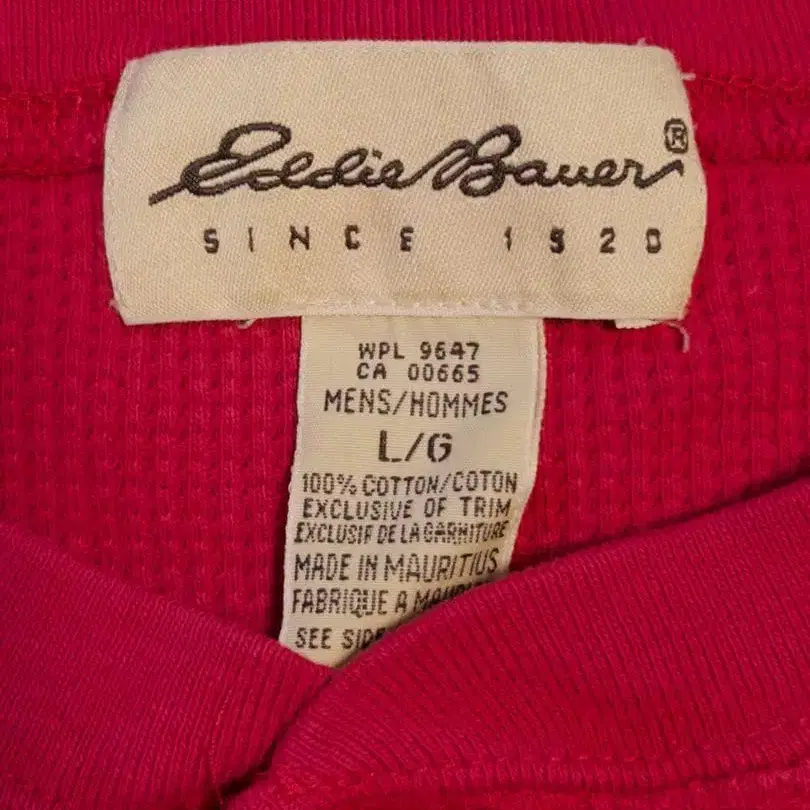 Eddie Bauer®
SINCE 1920
WPL 9647
CA 00665
MENS/HOMMES
L/G
100% COTTON/COTON
EXCLUSIVE OF TRIM
EXCLUSIF DE LA GARNITURE
MADE IN MAURITIUS
FABRIQUE A
SEE